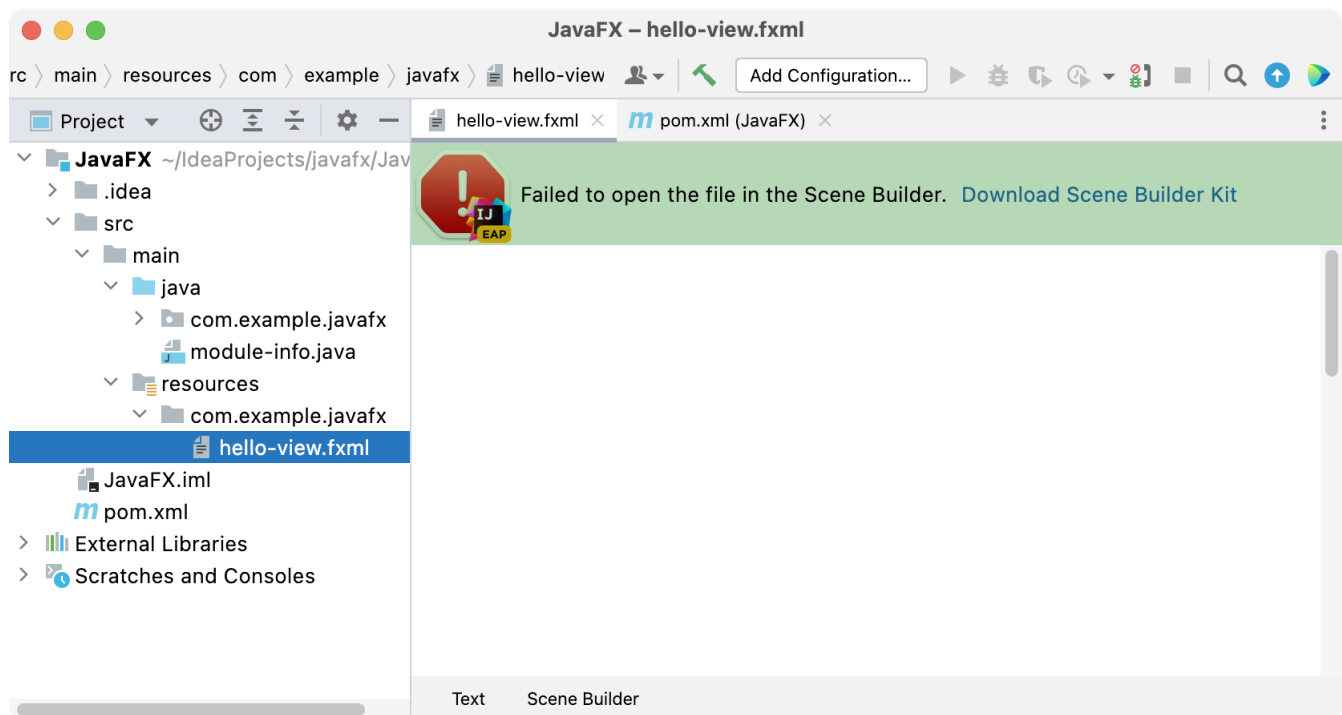 JavaFX – hello-view.fxml
rc main resources com example javafx hello-view Add Configuration...
Project
hello-view.fxml
pom.xml (JavaFX)
JavaFX ~/IdeaProjects/javafx/Jav
.idea
src
main
java
com.example.javafx
module-info.java
resources
com.example.javafx
hello-view.fxml
JavaFX.iml
pom.xml
External Libraries
Scratches and Consoles
IJ
EAP
Failed to open the file in the Scene Builder. Download Scene Builder Kit
Text Scene Builder